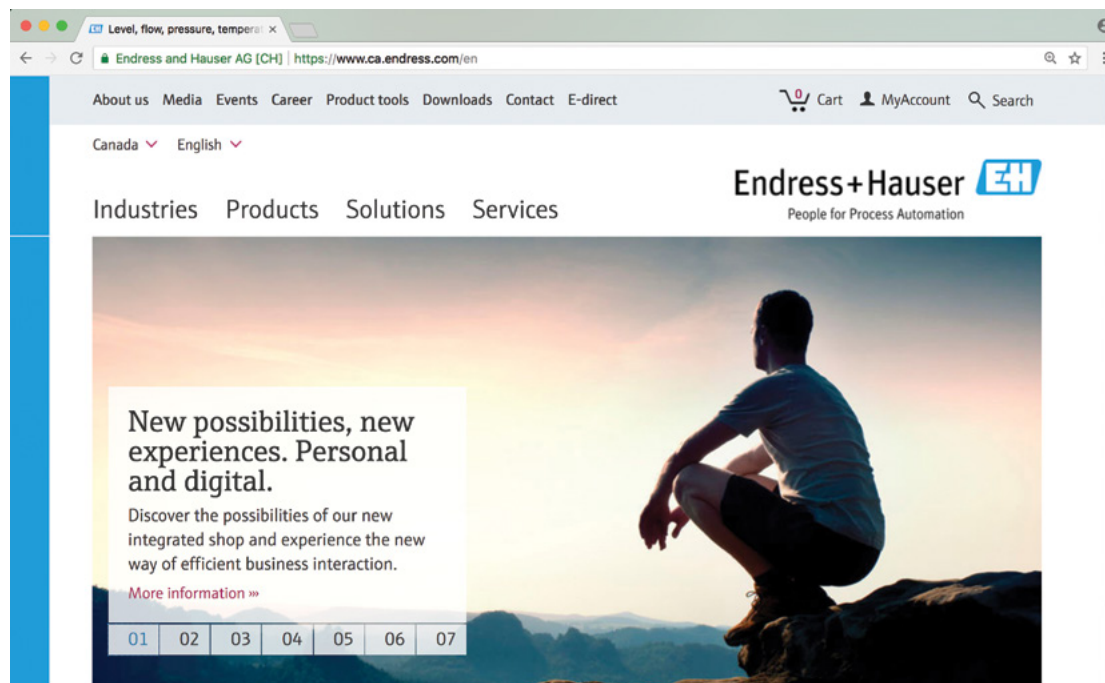 Level, flow, pressure, temperat
Endress and Hauser AG [CH] https://www.ca.endress.com/en
About us Media Events Career Product tools Downloads Contact E-direct 0 Cart MyAccount Search
Canada English
Endress+Hauser EH
People for Process Automation
Industries Products Solutions Services
New possibilities, new
experiences. Personal
and digital.
Discover the possibilities of our new
integrated shop and experience the new
way of efficient business interaction.
More information »»
01 02 03 04 05 06 07